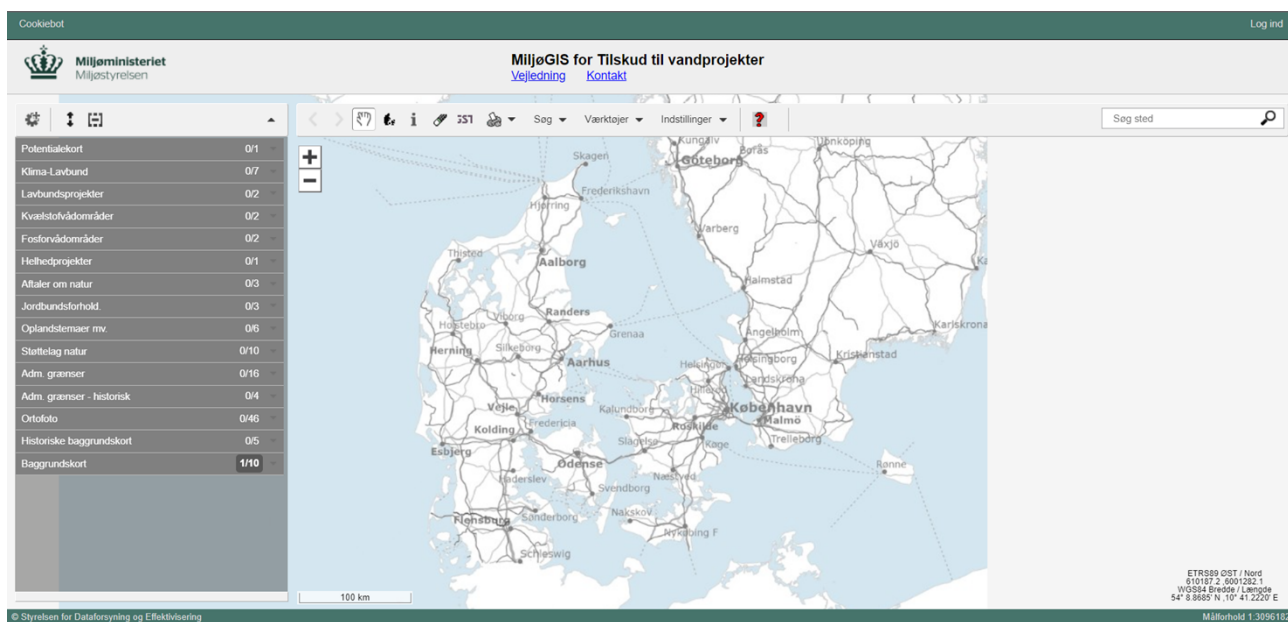 Cookiebot
Log ind
Miljøministeriet
Miljøstyrelsen
MiljøGIS for Tilskud til vandprojekter
Vejledning Kontakt
Søg Værktøjer Indstillinger ?
Søg sted
Potentialekort 0/1
Klima-Lavbund 0/7
Lavbundsprojekter 0/2
Kvælstofvådområder 0/2
Fosforvådområder 0/2
Helhedprojekter 0/1
Aftaler om natur 0/3
Jordbundsforhold. 0/3
Oplandstemaer mv. 0/6
Støttelag natur 0/10
Adm. grænser 0/16
Adm. grænser - historisk 0/4
Ortofoto 0/46
Historiske baggrundskort 0/5
Baggrundskort 1/10
+
−
Kungälv
Borås
Jönköping
Skagen
Göteborg
Frederikshavn
Hjørring
Varberg
Växjö
Thisted
Aalborg
Halmstad
Viborg
Randers
Holstebro
Grenaa
Ängelholm
Karlskrona
Herning
Silkeborg
Aarhus
Helsingør
Helsingborg
Kristianstad
Landskrona
Hillerød
Horsens
Vejle
Kalundborg
København
Malmö
Roskilde
Fredericia
Kolding
Trelleborg
Slagelse
Køge
Esbjerg
Odense
Rønne
Haderslev
Næstved
Svendborg
Nakskov
Sønderborg
Flensburg
Nykøbing F
Schleswig
100 km
ETRS89 ØST / Nord
610187.2 ,6001282.1
WGS84 Bredde / Længde
54° 8.8685' N ,10° 41.2220' E
© Styrelsen for Dataforsyning og Effektivisering
Målforhold 1:3096182